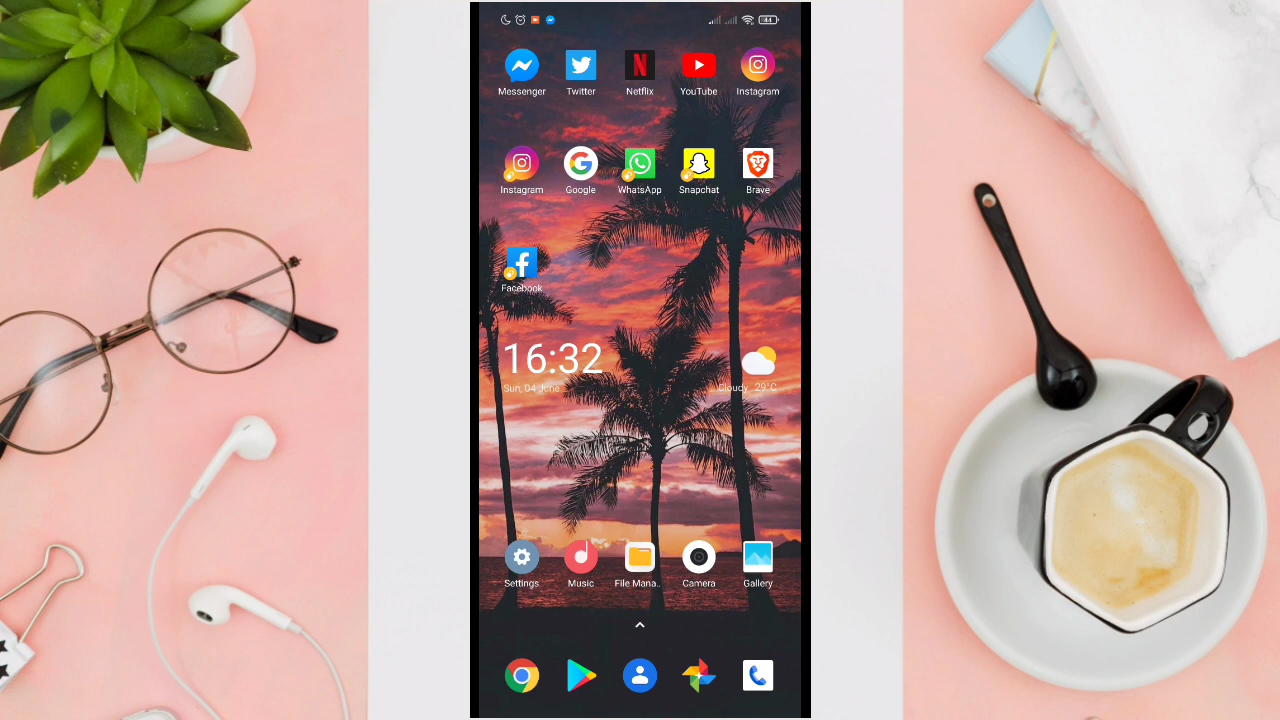 44
Messenger Twitter Netflix YouTube Instagram
Instagram Google WhatsApp Snapchat Brave
Facebook
16:32
Sun, 04 June Cloudy 29°C
Settings Music File Mana.. Camera Gallery